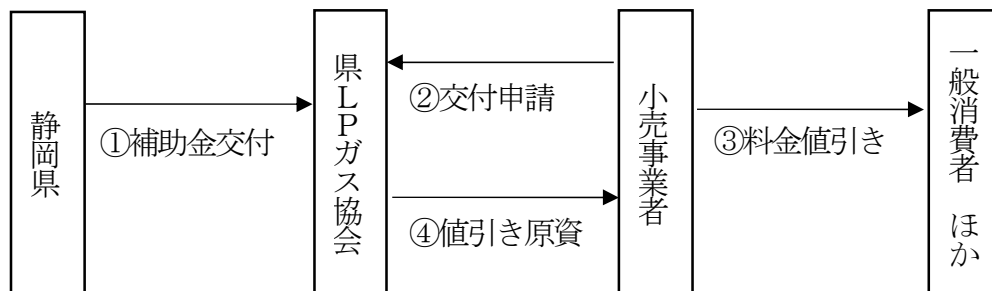 静岡県
①補助金交付
県LPガス協会
②交付申請
④値引き原資
小売事業者
③料金値引き
一般消費者 ほか